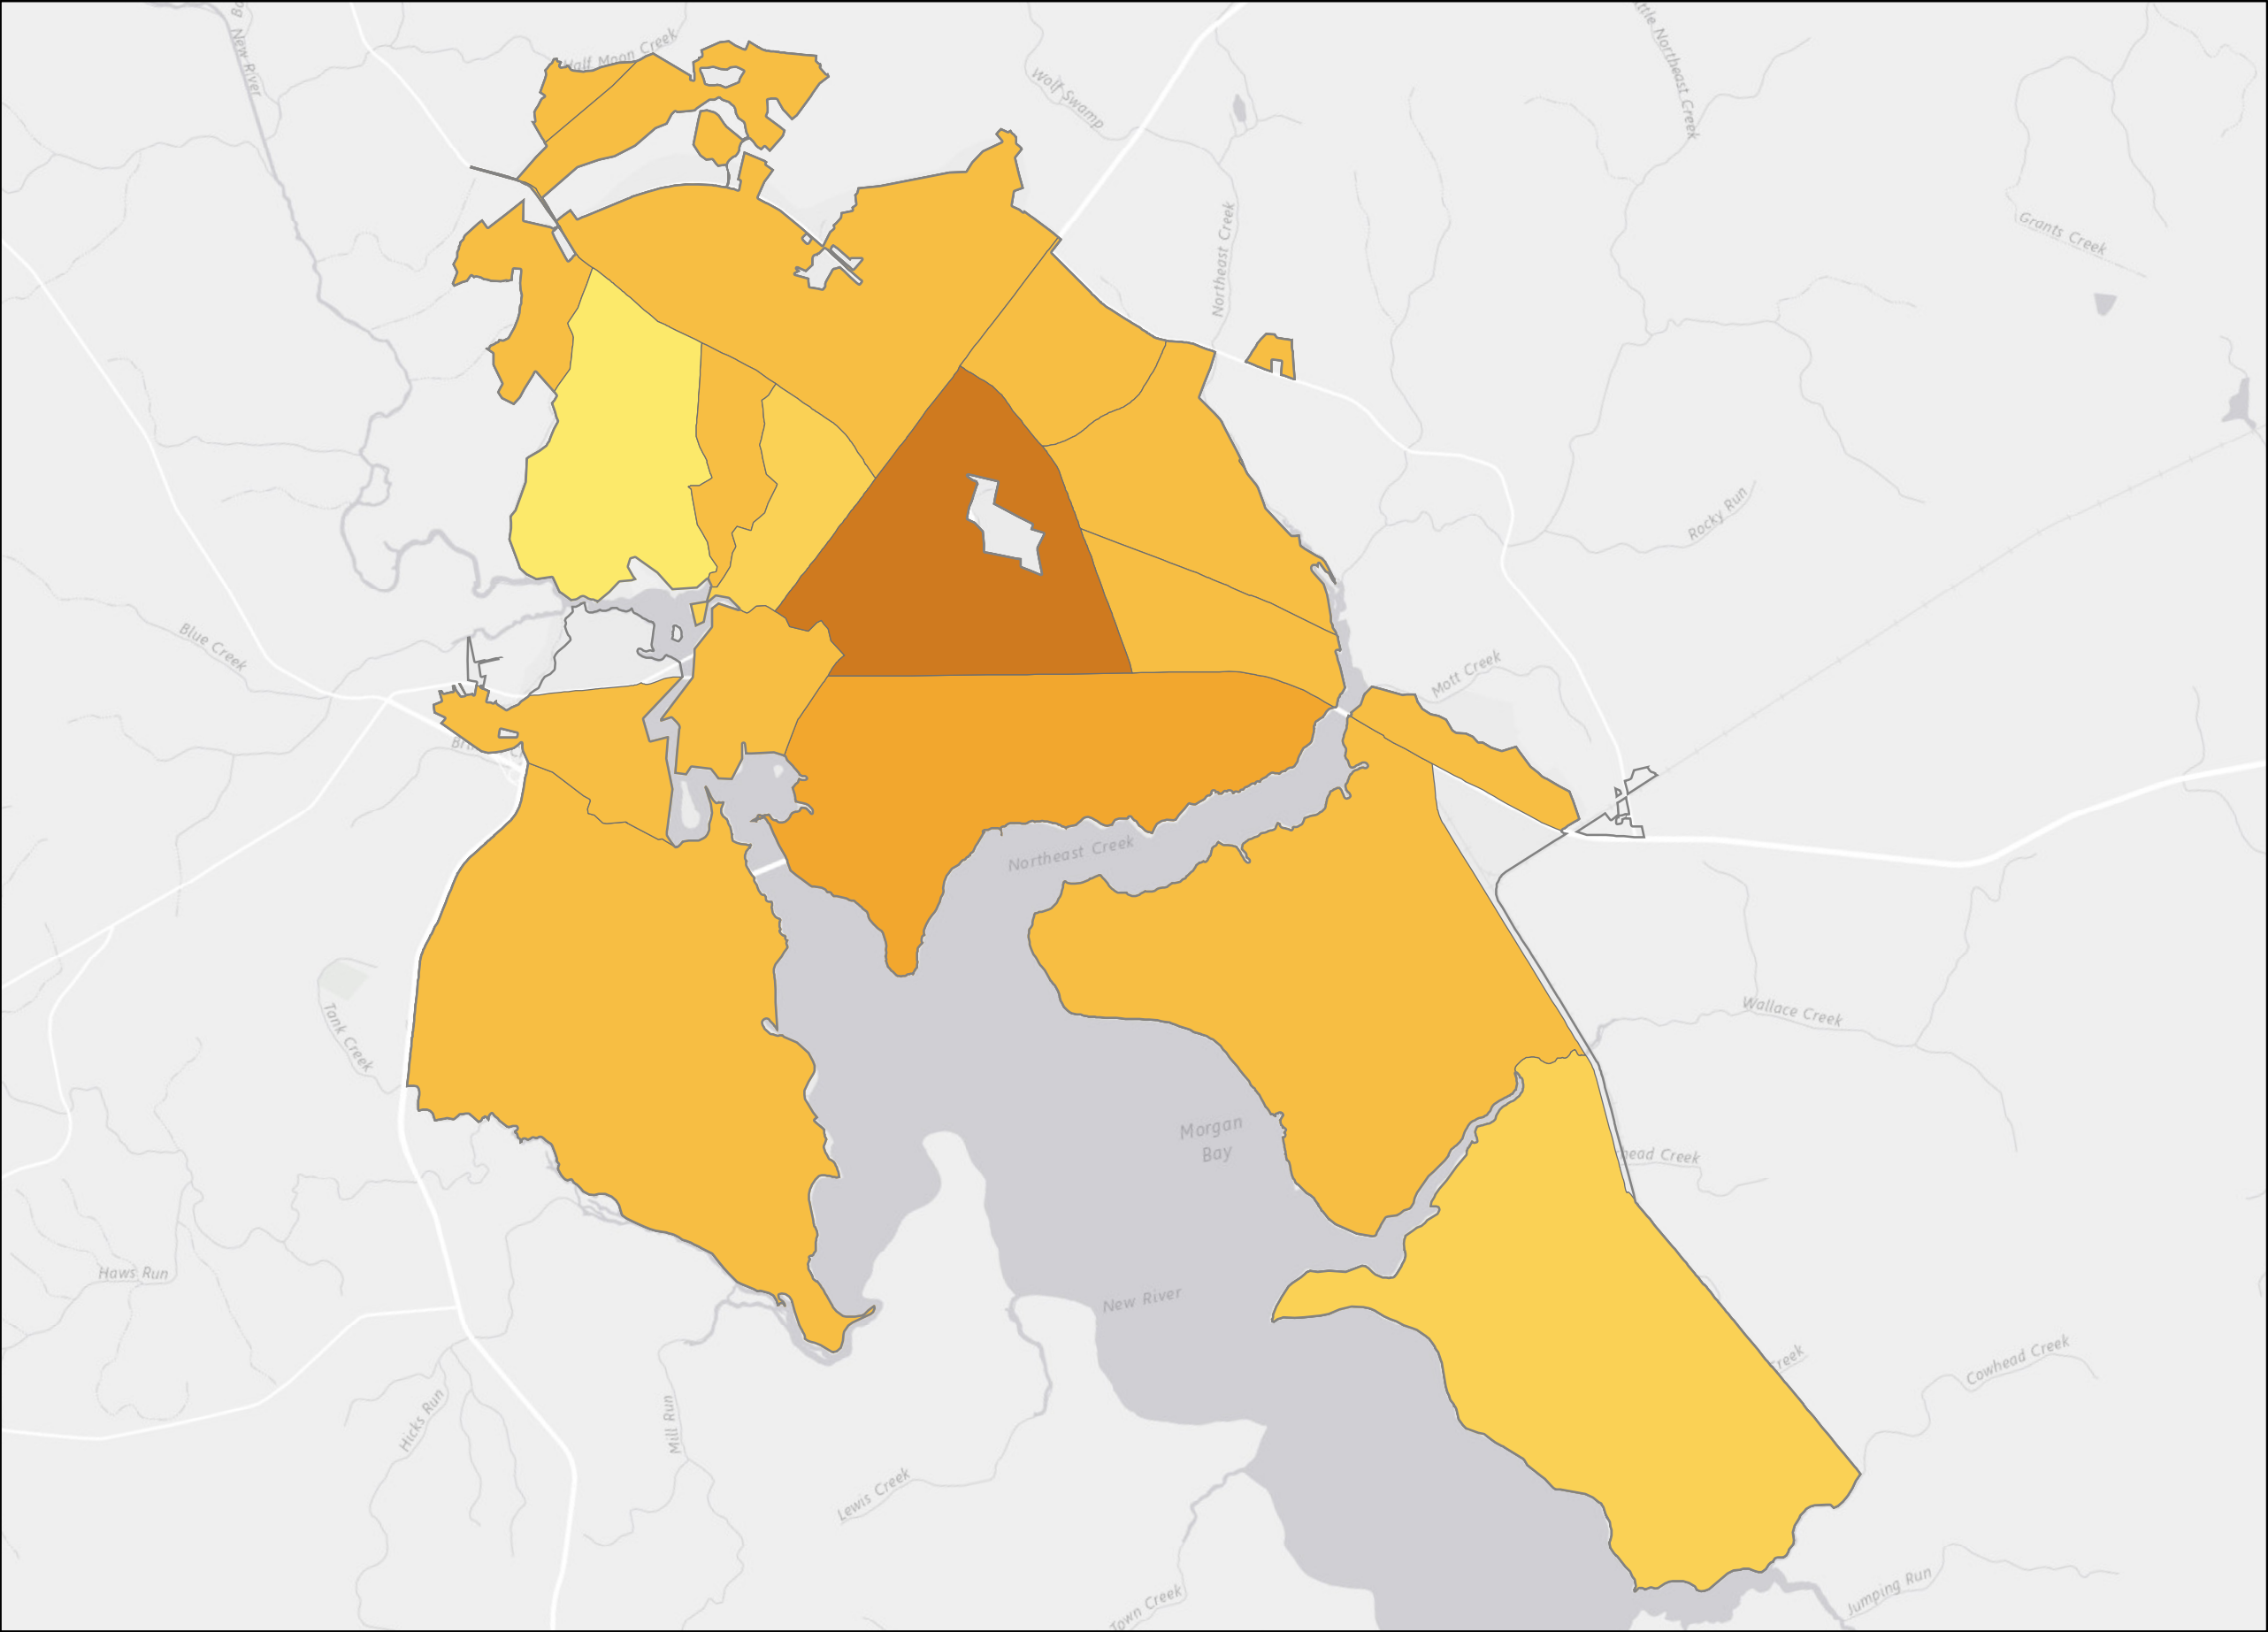 New River
Half Moon Creek
Wolf Swamp
Northeast Creek
Grants Creek
Northeast Creek
Rocky Run
Blue Creek
Mott Creek
Northeast Creek
Tank Creek
Wallace Creek
Morgan
Bay
head Creek
Haws Run
New River
Creek
Cowhead Creek
Hicks Run
Mill Run
Lewis Creek
Town Creek
Jumping Run